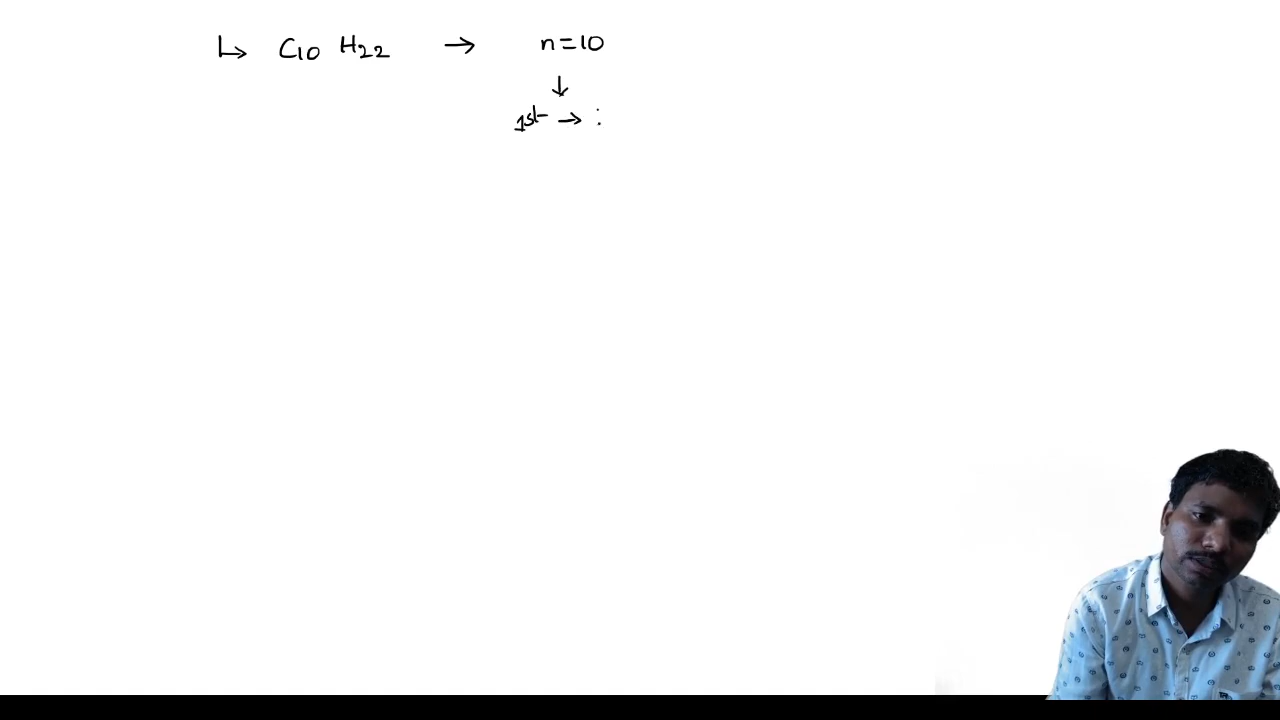 ↳ C10 H22 → n=10
↓
1st → :